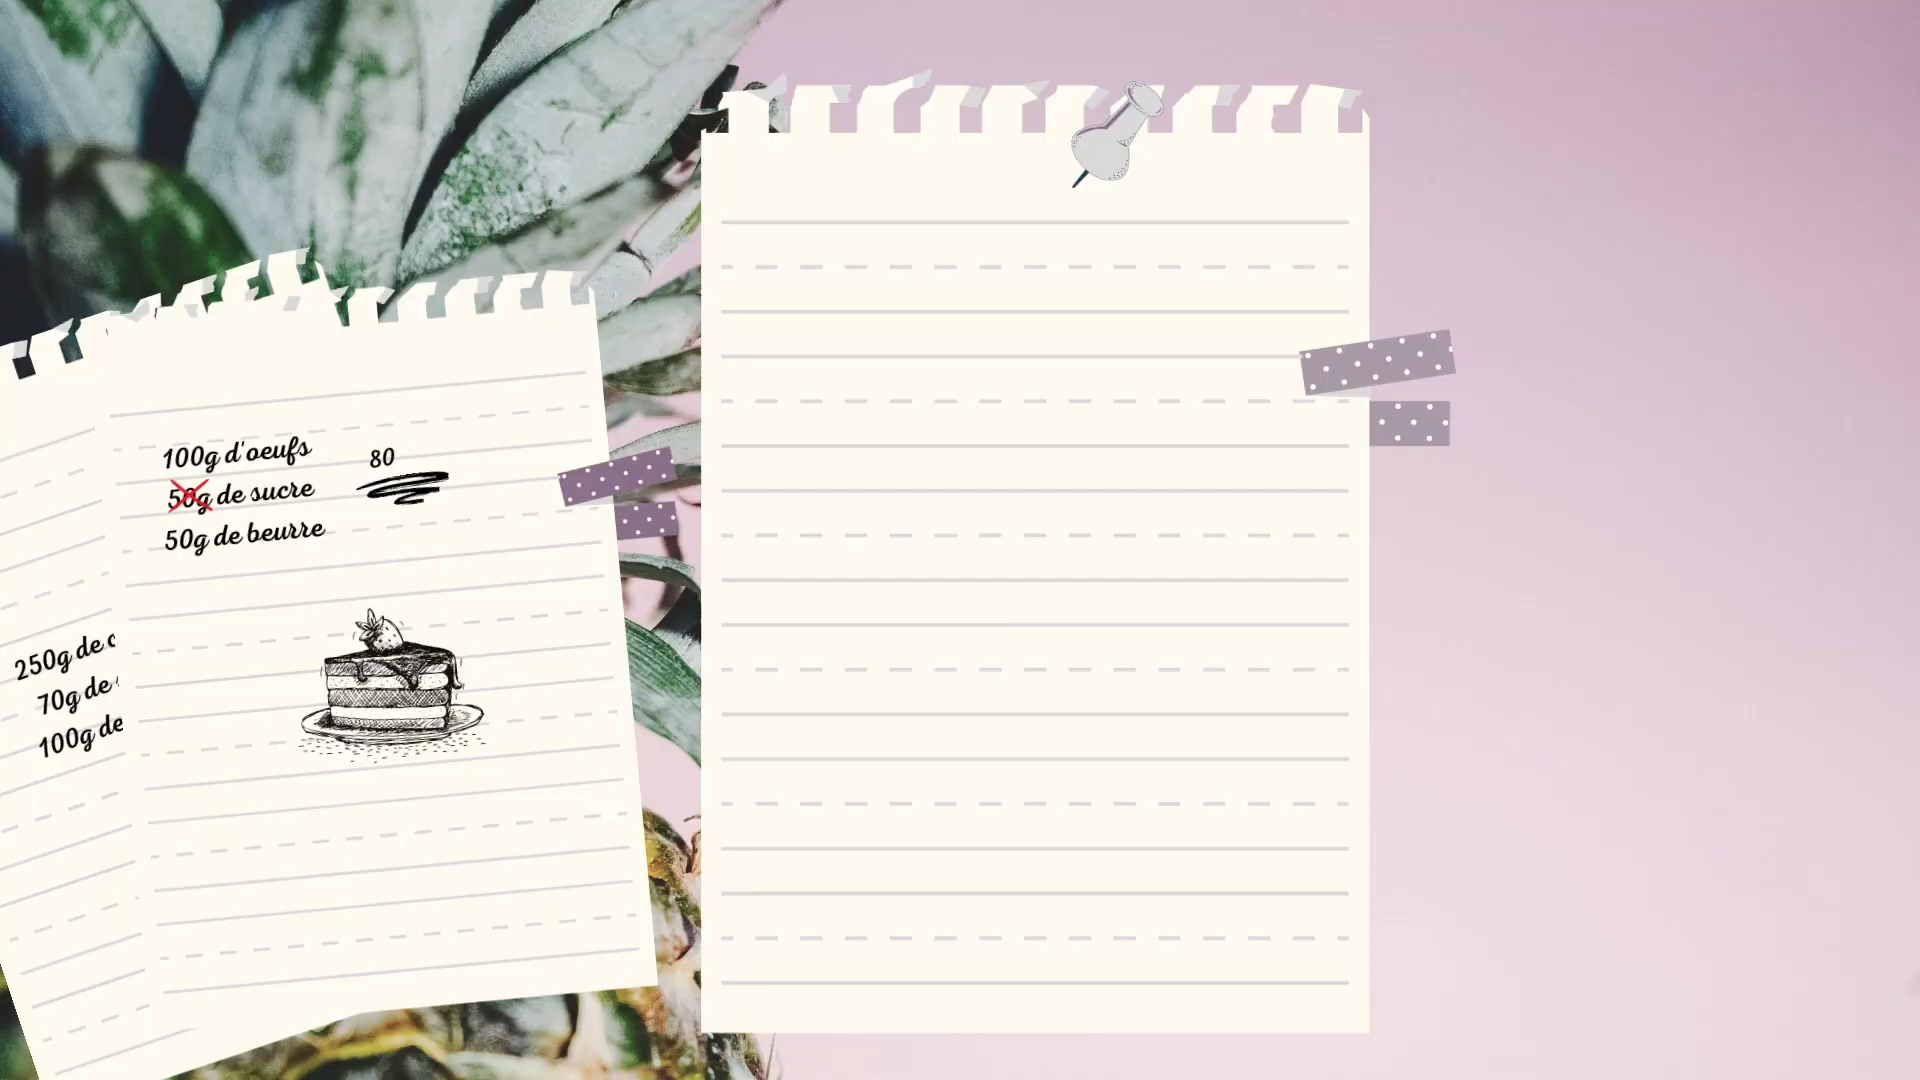 100g d'oeufs
80
50g de sucre
50g de beurre
250g de
70g de
100g de